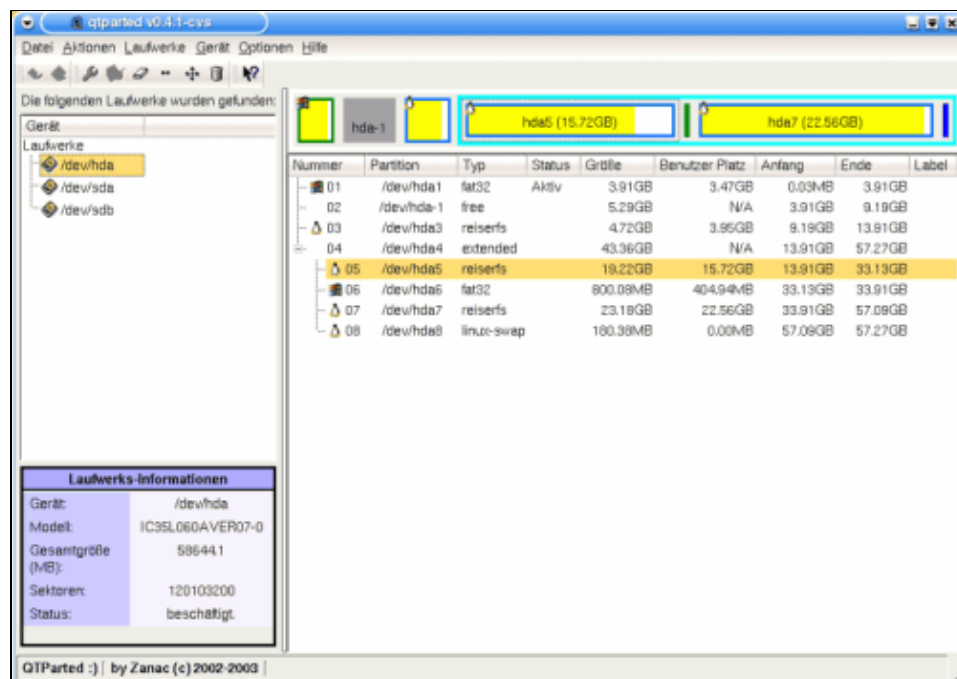 qtparted v0.4.1-cvs
Datei Aktionen Laufwerke Gerät Optionen Hilfe
Die folgenden Laufwerke wurden gefunden:
Gerät
Laufwerke
/dev/hda
/dev/sda
/dev/sdb
hda-1 hda5 (15.72GB) hda7 (22.56GB)
Nummer Partition Typ Status Größe Benutzer Platz Anfang Ende Label
01 /dev/hda1 fat32 Aktiv 3.91GB 3.47GB 0.03MB 3.91GB
02 /dev/hda-1 free 5.29GB N/A 3.91GB 9.19GB
03 /dev/hda3 reiserfs 4.72GB 3.95GB 9.19GB 13.91GB
04 /dev/hda4 extended 43.36GB N/A 13.91GB 57.27GB
05 /dev/hda5 reiserfs 19.22GB 15.72GB 13.91GB 33.13GB
06 /dev/hda6 fat32 800.08MB 404.94MB 33.13GB 33.91GB
07 /dev/hda7 reiserfs 23.18GB 22.56GB 33.91GB 57.09GB
08 /dev/hda8 linux-swap 180.38MB 0.00MB 57.09GB 57.27GB
Laufwerks-Informationen
Gerät: /dev/hda
Modell: IC35L060AVER07-0
Gesamtgröße (MB): 58644.1
Sektoren: 120103200
Status: beschäftigt.
QTParted :) by Zanac (c) 2002-2003